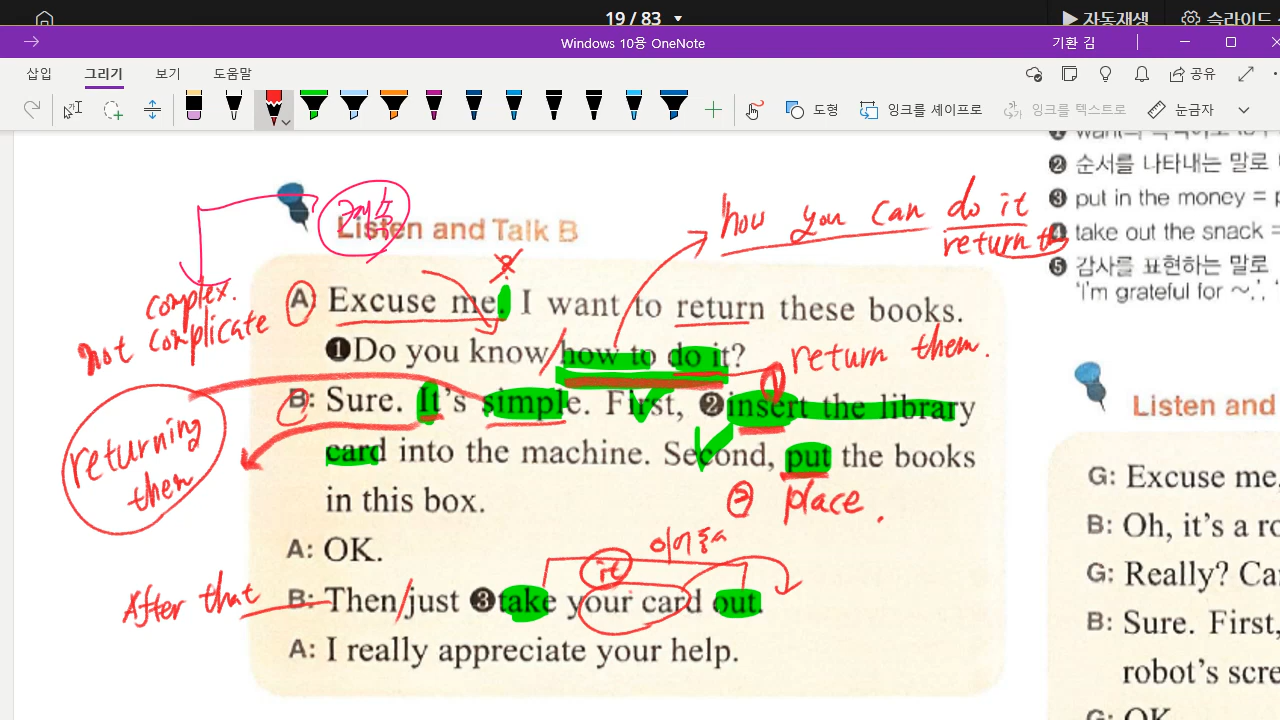 19 / 83
자동재생
슬라이드
Windows 10용 OneNote
기환 김
삽입 그리기 보기 도움말
공유
도형 잉크를 셰이프로 잉크를 텍스트로 눈금자
❷ 순서를 나타내는 말로
❸ put in the money =
❹ take out the snack =
❺ 감사를 표현하는 말로
'I'm grateful for ~.',
Listen and Talk B
how you can do it
return
complex.
not complicate
A: Excuse me. I want to return these books.
❶Do you know/how to do it?
return them.
B: Sure. It's simple. First, ❷insert the library
card into the machine. Second, put the books
in this box.
① ② place.
returning
them
A: OK.
이어동사
it
After that
B: Then/just ❸take your card out.
A: I really appreciate your help.
Listen and
G: Excuse me,
B: Oh, it's a ro
G: Really? Ca
B: Sure. First,
robot's scre
G: OK